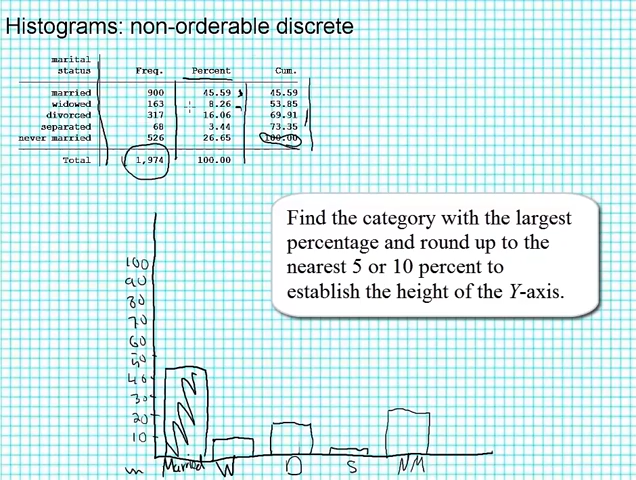 Histograms: non-orderable discrete
marital
status Freq. Percent Cum.
married 900 45.59 45.59
widowed 163 8.26 53.85
divorced 317 16.06 69.91
separated 68 3.44 73.35
never married 526 26.65 100.00
Total 1,974 100.00
Find the category with the largest
percentage and round up to the
nearest 5 or 10 percent to
establish the height of the Y-axis.
100
90
80
70
60
50
40
30
20
10
Married W D S NM